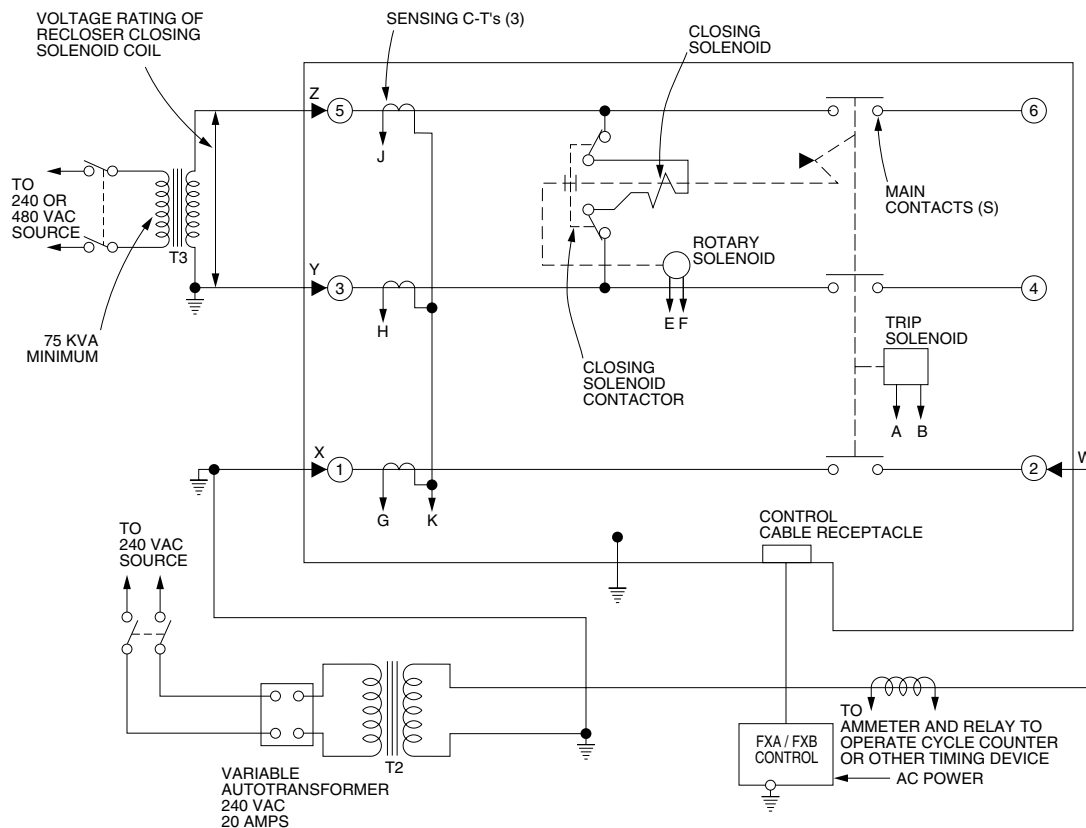 VOLTAGE RATING OF
RECLOSER CLOSING
SOLENOID COIL
SENSING C-T's (3)
CLOSING
SOLENOID
Z
5
6
J
TO
240 OR
480 VAC
SOURCE
T3
MAIN
CONTACTS (S)
Y
3
ROTARY
SOLENOID
4
H
E F
75 KVA
MINIMUM
CLOSING
SOLENOID
CONTACTOR
TRIP
SOLENOID
A B
X
1
2
W
G K
TO
240 VAC
SOURCE
CONTROL
CABLE RECEPTACLE
T2
VARIABLE
AUTOTRANSFORMER
240 VAC
20 AMPS
FXA / FXB
CONTROL
TO
AMMETER AND RELAY TO
OPERATE CYCLE COUNTER
OR OTHER TIMING DEVICE
AC POWER